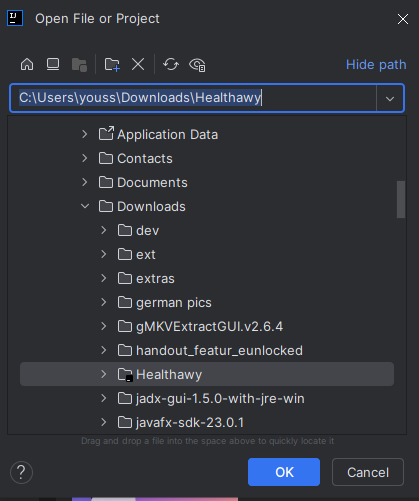 IJ
Open File or Project
Hide path
C:\Users\youss\Downloads\Healthawy
Application Data
Contacts
Documents
Downloads
dev
ext
extras
german pics
gMKVExtractGUI.v2.6.4
handout_featur_eunlocked
Healthawy
jadx-gui-1.5.0-with-jre-win
javafx-sdk-23.0.1
Drag and drop a file into the space above to quickly locate it
?
OK
Cancel